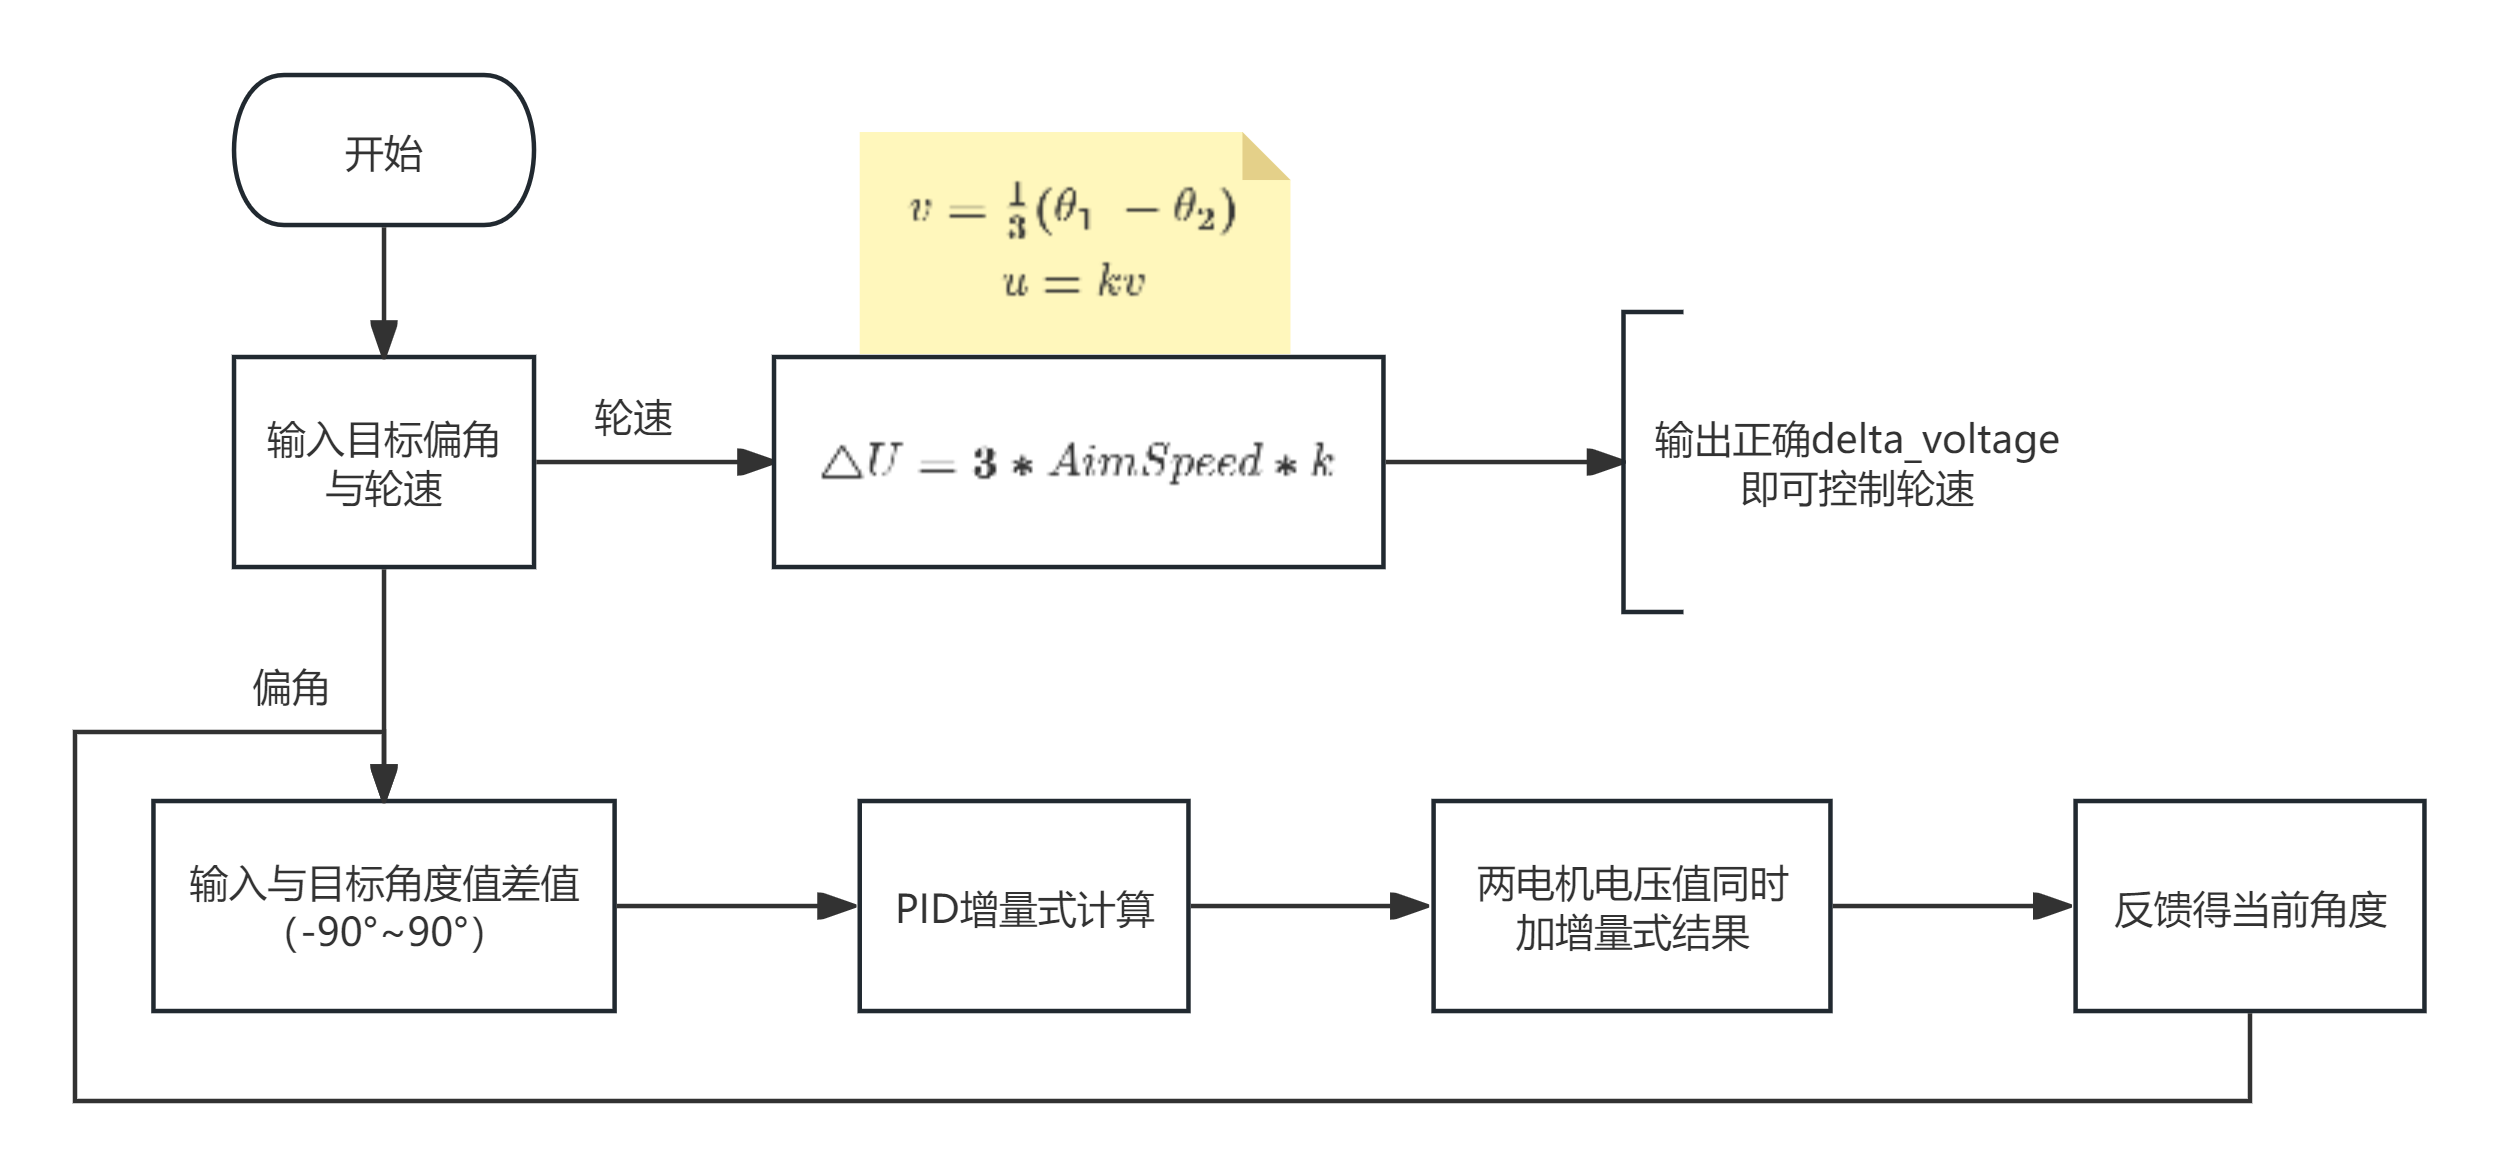 开始
v = 1/3(θ₁ − θ₂)
u = kv
输入目标偏角
与轮速
轮速
△U = 3 * AimSpeed * k
输出正确delta_voltage
即可控制轮速
偏角
输入与目标角度值差值
（-90°~90°）
PID增量式计算
两电机电压值同时
加增量式结果
反馈得当前角度